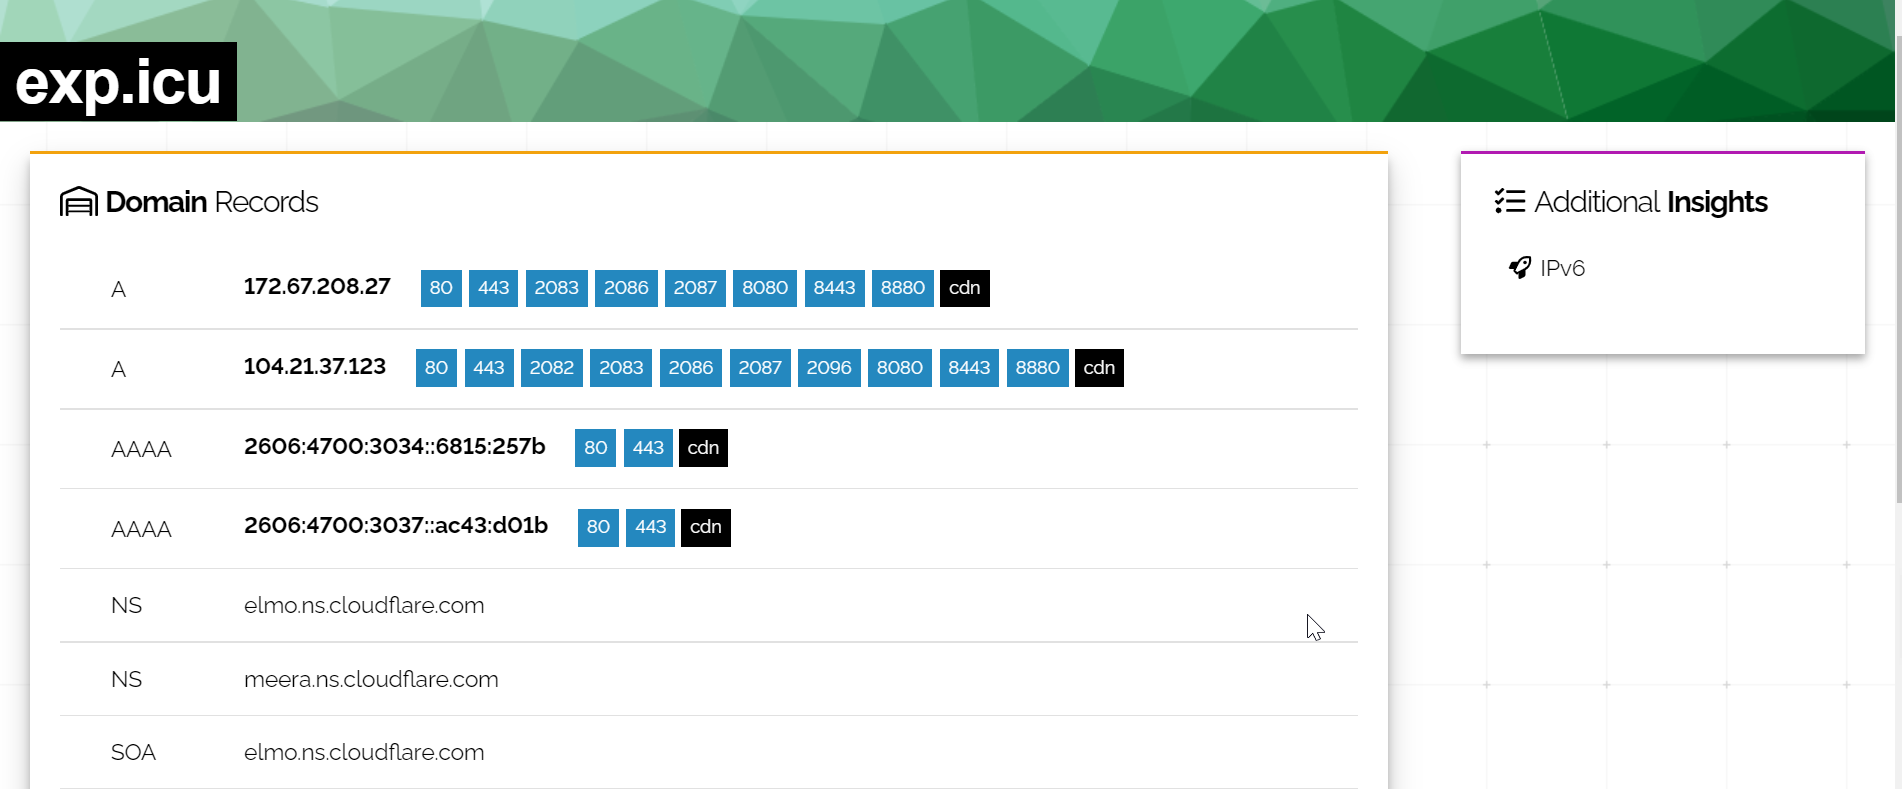 exp.icu
Domain Records
A 172.67.208.27 80 443 2083 2086 2087 8080 8443 8880 cdn
A 104.21.37.123 80 443 2082 2083 2086 2087 2096 8080 8443 8880 cdn
AAAA 2606:4700:3034::6815:257b 80 443 cdn
AAAA 2606:4700:3037::ac43:d01b 80 443 cdn
NS elmo.ns.cloudflare.com
NS meera.ns.cloudflare.com
SOA elmo.ns.cloudflare.com
Additional Insights
IPv6